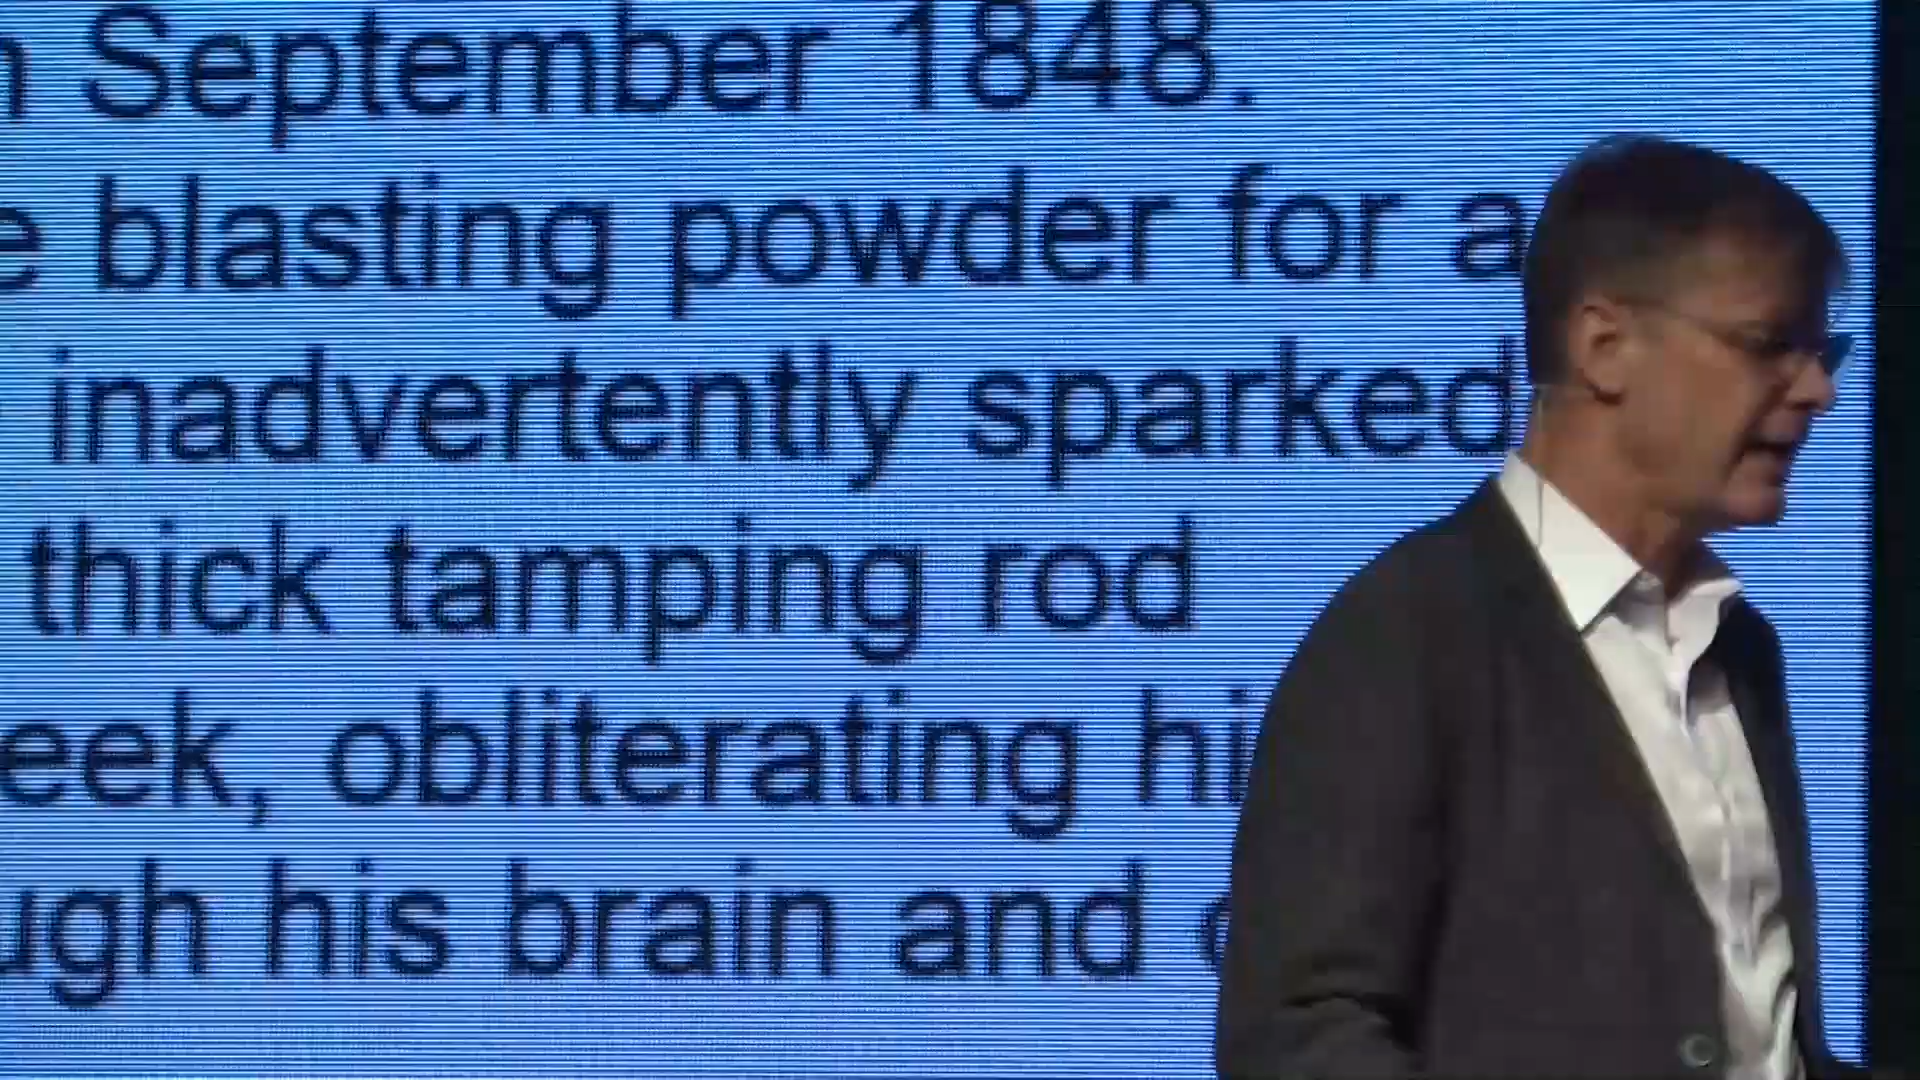 September 1848.
blasting powder for a
inadvertently sparked
thick tamping rod
eek, obliterating hi
ugh his brain and